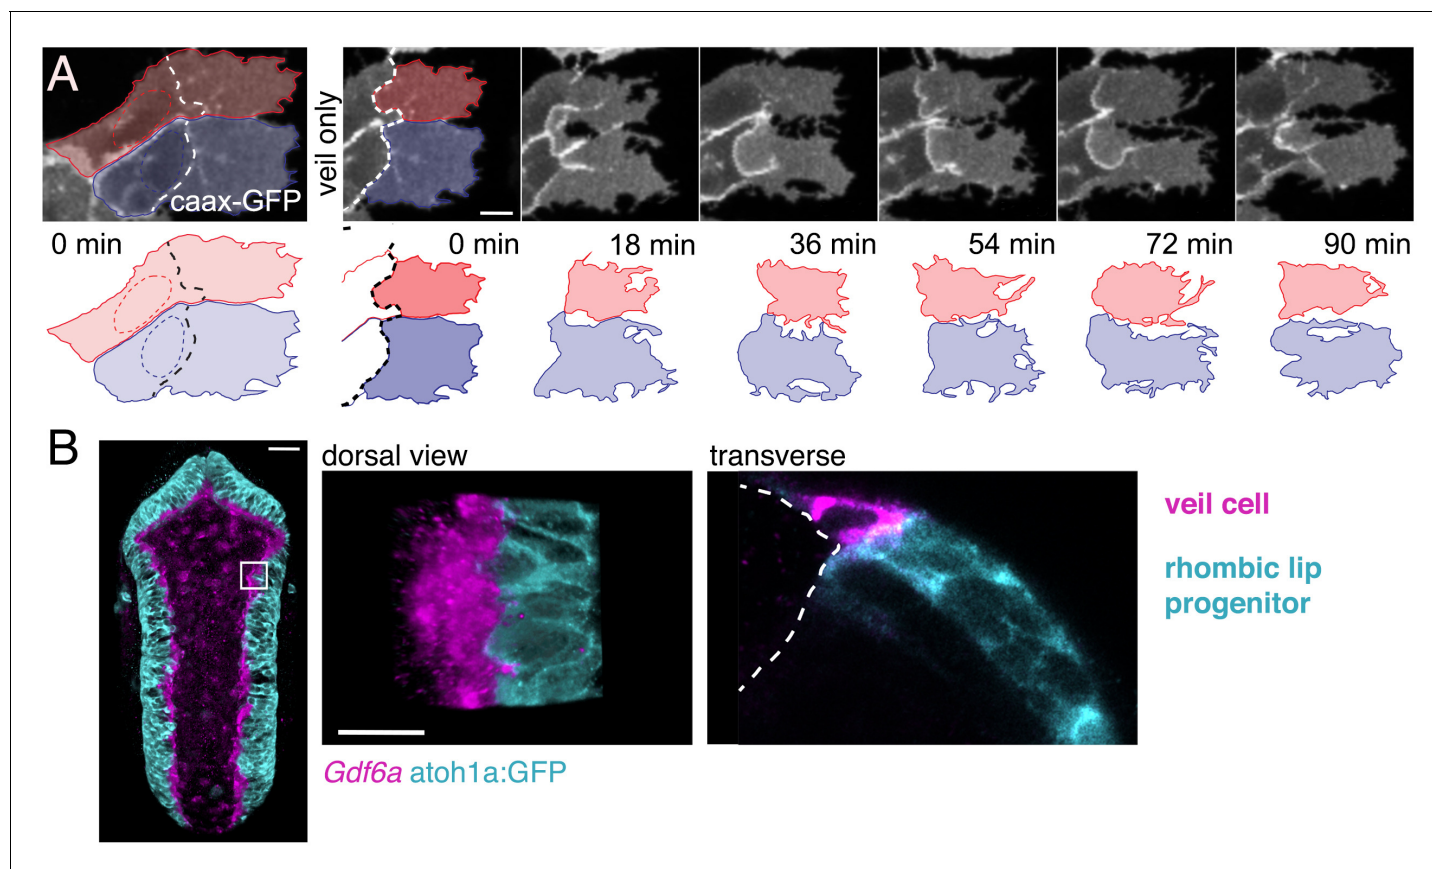 A
caax-GFP
veil only
0 min
0 min
18 min
36 min
54 min
72 min
90 min
B
dorsal view
transverse
veil cell
rhombic lip
progenitor
Gdf6a atoh1a:GFP